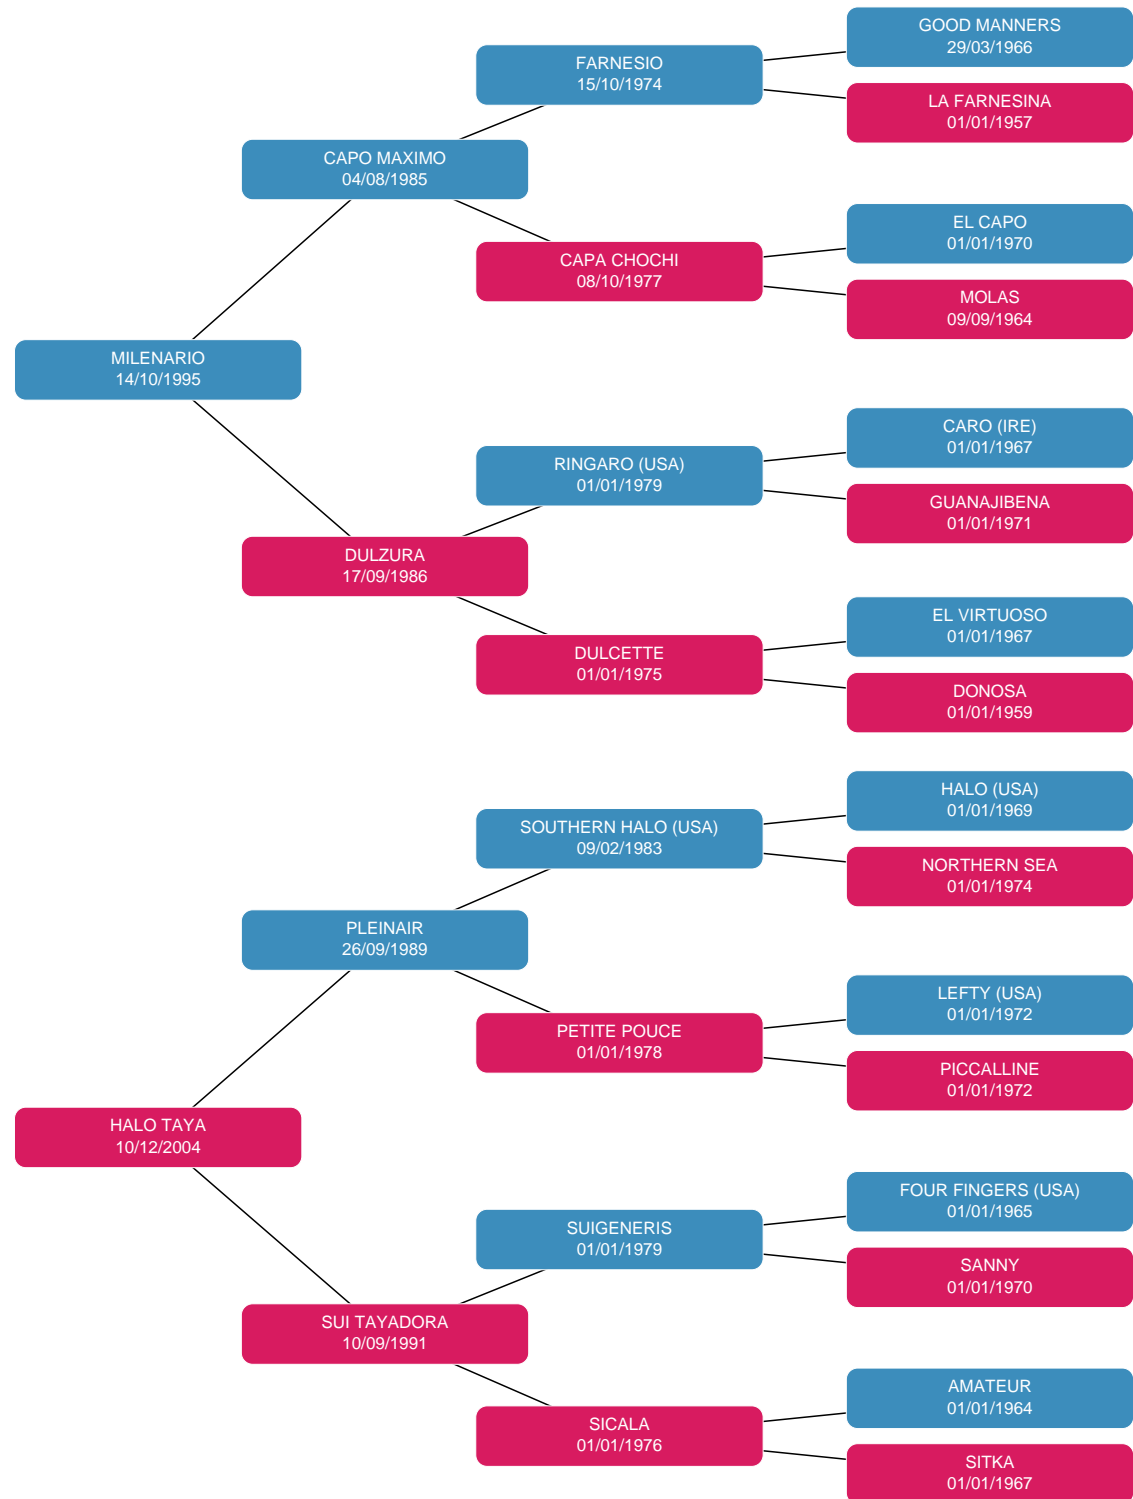 GOOD MANNERS
29/03/1966
FARNESIO
15/10/1974
LA FARNESINA
01/01/1957
CAPO MAXIMO
04/08/1985
EL CAPO
01/01/1970
CAPA CHOCHI
08/10/1977
MOLAS
09/09/1964
MILENARIO
14/10/1995
CARO (IRE)
01/01/1967
RINGARO (USA)
01/01/1979
GUANAJIBENA
01/01/1971
DULZURA
17/09/1986
EL VIRTUOSO
01/01/1967
DULCETTE
01/01/1975
DONOSA
01/01/1959
HALO (USA)
01/01/1969
SOUTHERN HALO (USA)
09/02/1983
NORTHERN SEA
01/01/1974
PLEINAIR
26/09/1989
LEFTY (USA)
01/01/1972
PETITE POUCE
01/01/1978
PICCALLINE
01/01/1972
HALO TAYA
10/12/2004
FOUR FINGERS (USA)
01/01/1965
SUIGENERIS
01/01/1979
SANNY
01/01/1970
SUI TAYADORA
10/09/1991
AMATEUR
01/01/1964
SICALA
01/01/1976
SITKA
01/01/1967